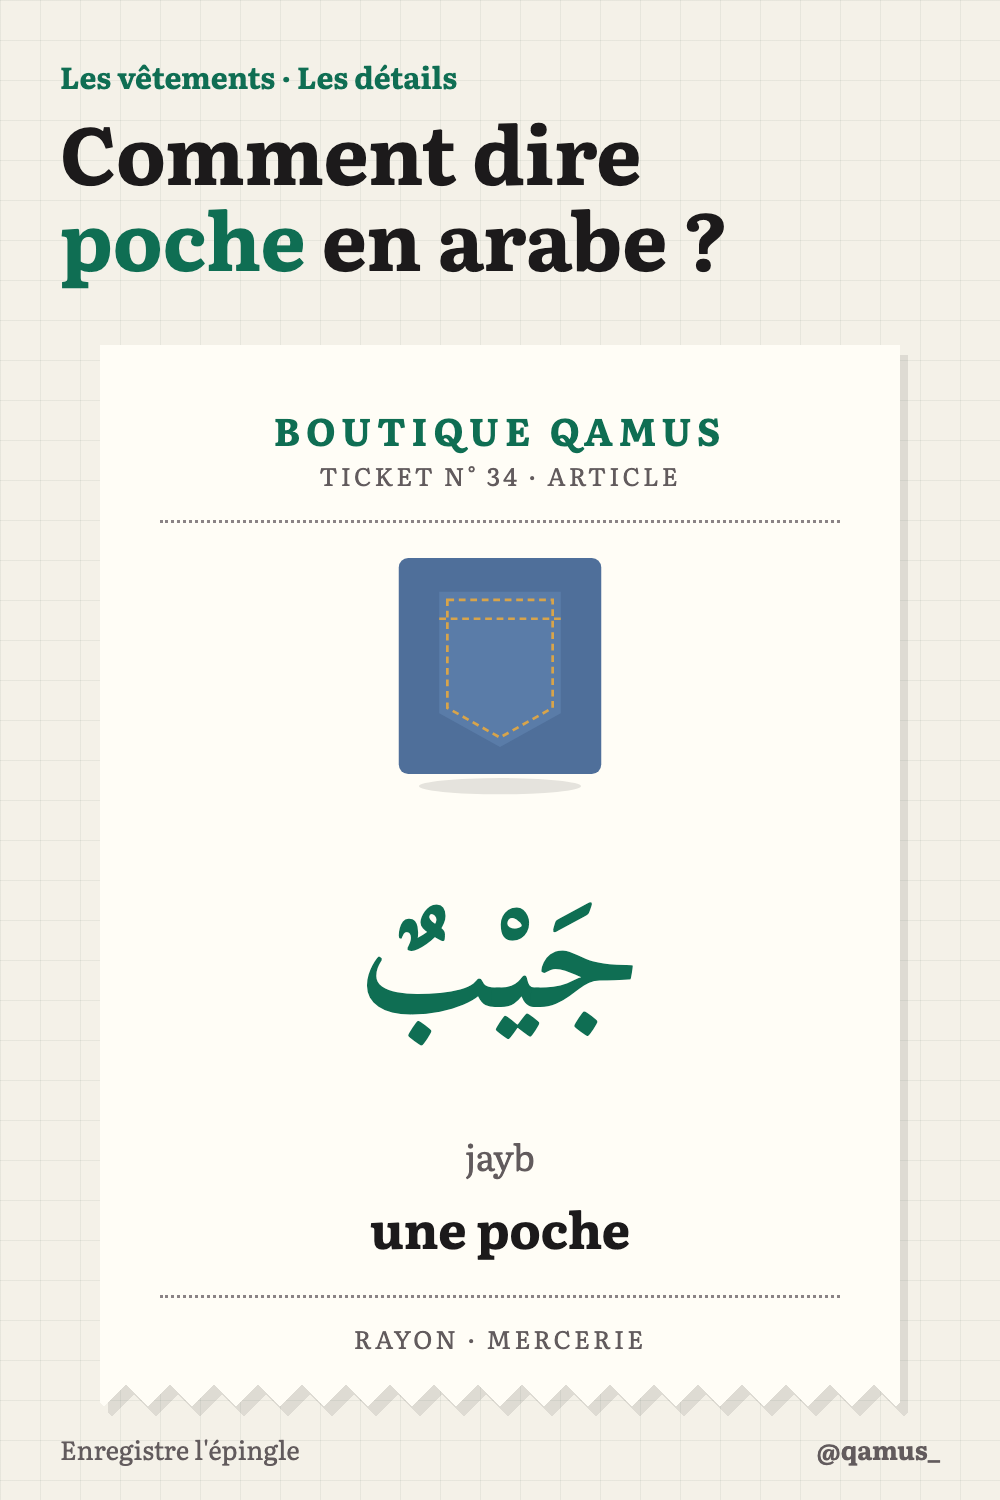 Les vêtements · Les détails
Comment dire
poche en arabe ?
BOUTIQUE QAMUS
TICKET N° 34 · ARTICLE
جَيْبٌ
jayb
une poche
RAYON · MERCERIE
Enregistre l'épingle
@qamus_